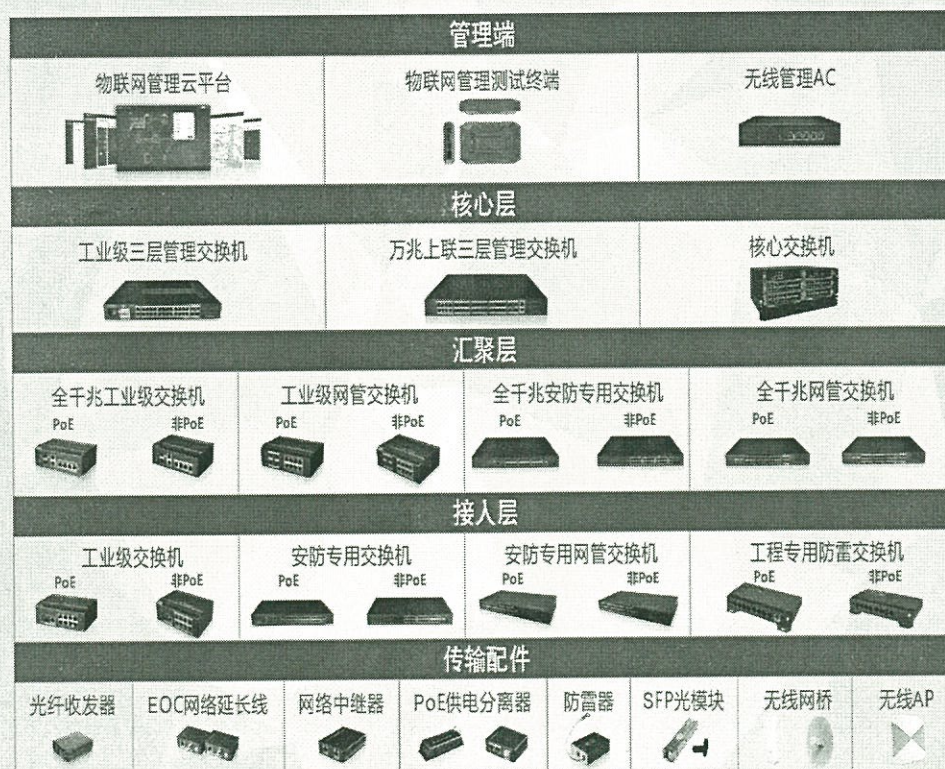 管理端
物联网管理云平台 物联网管理测试终端 无线管理AC
核心层
工业级三层管理交换机 万兆上联三层管理交换机 核心交换机
汇聚层
全千兆工业级交换机 工业级网管交换机 全千兆安防专用交换机 全千兆网管交换机
PoE 非PoE PoE 非PoE PoE 非PoE PoE 非PoE
接入层
工业级交换机 安防专用交换机 安防专用网管交换机 工程专用防雷交换机
PoE 非PoE PoE 非PoE PoE 非PoE PoE 非PoE
传输配件
光纤收发器 EOC网络延长线 网络中继器 PoE供电分离器 防雷器 SFP光模块 无线网桥 无线AP